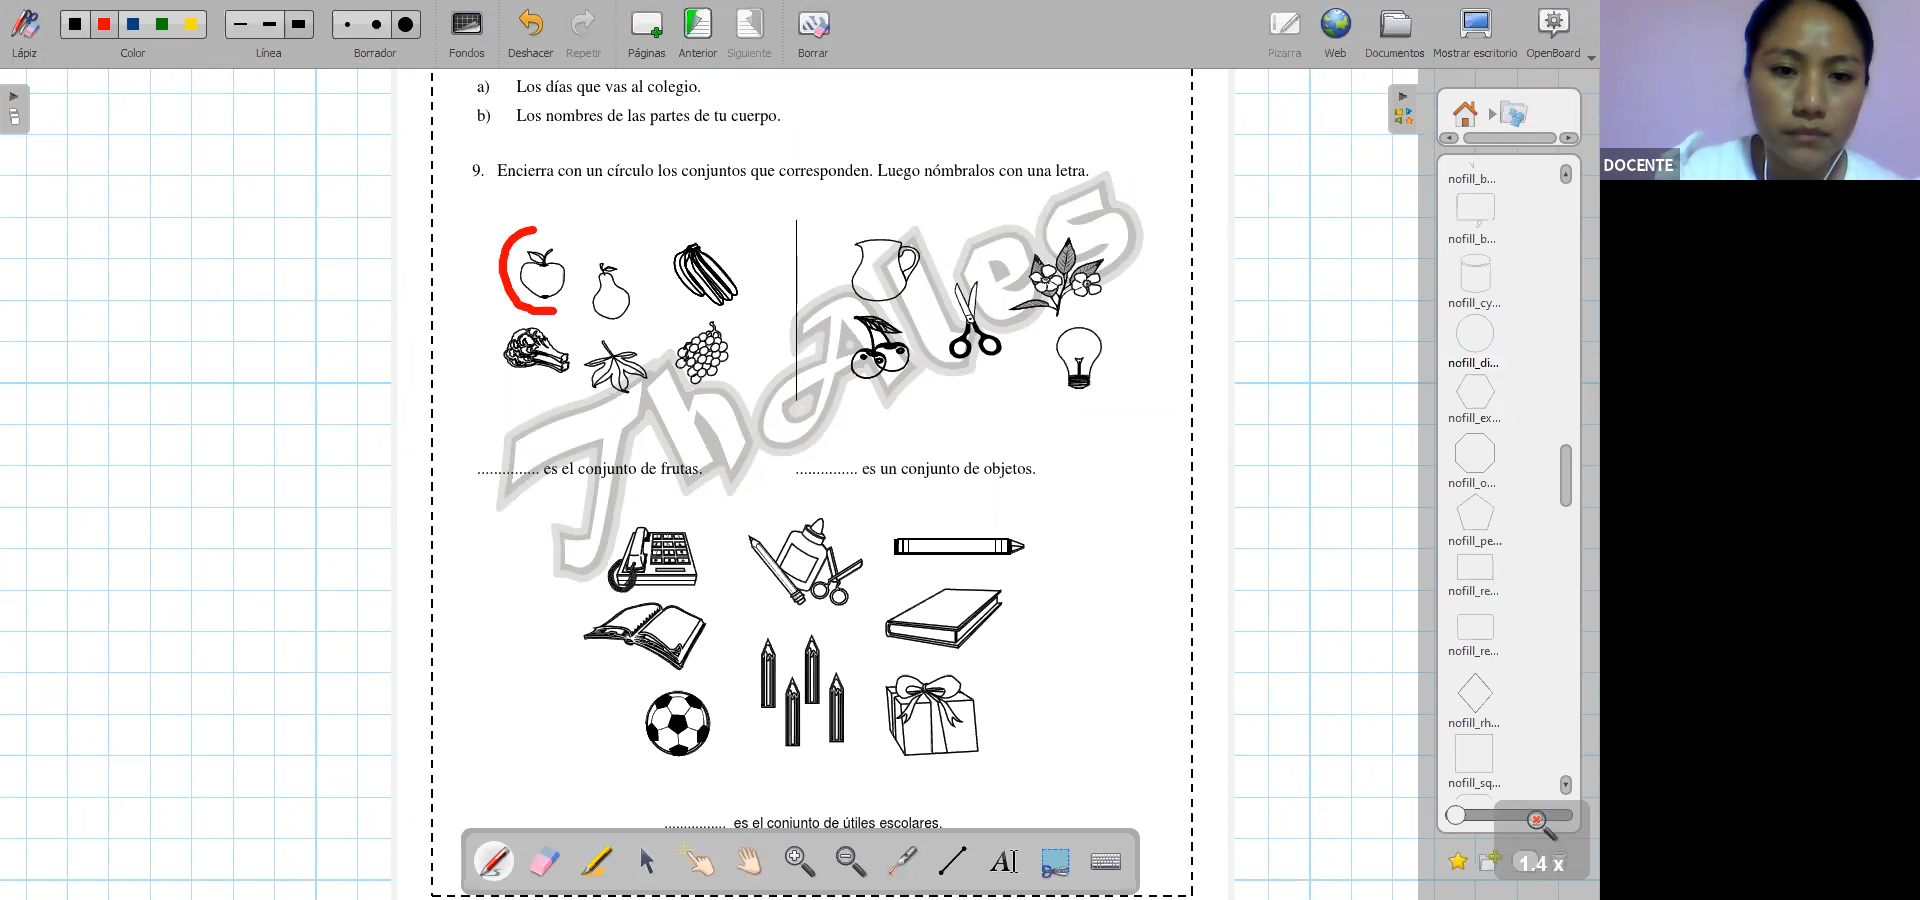 Lápiz
Color
Línea
Borrador
Fondos
Deshacer
Repetir
Páginas
Anterior
Siguiente
Borrar
Pizarra
Web
Documentos
Mostrar escritorio
OpenBoard
DOCENTE
a) Los días que vas al colegio.
b) Los nombres de las partes de tu cuerpo.
9. Encierra con un círculo los conjuntos que corresponden. Luego nómbralos con una letra.
Thales
............... es el conjunto de frutas.
............... es un conjunto de objetos.
............... es el conjunto de útiles escolares.
nofill_b...
nofill_b...
nofill_cy...
nofill_di...
nofill_ex...
nofill_o...
nofill_pe...
nofill_re...
nofill_re...
nofill_rh...
nofill_sq...
AI
1.4 x